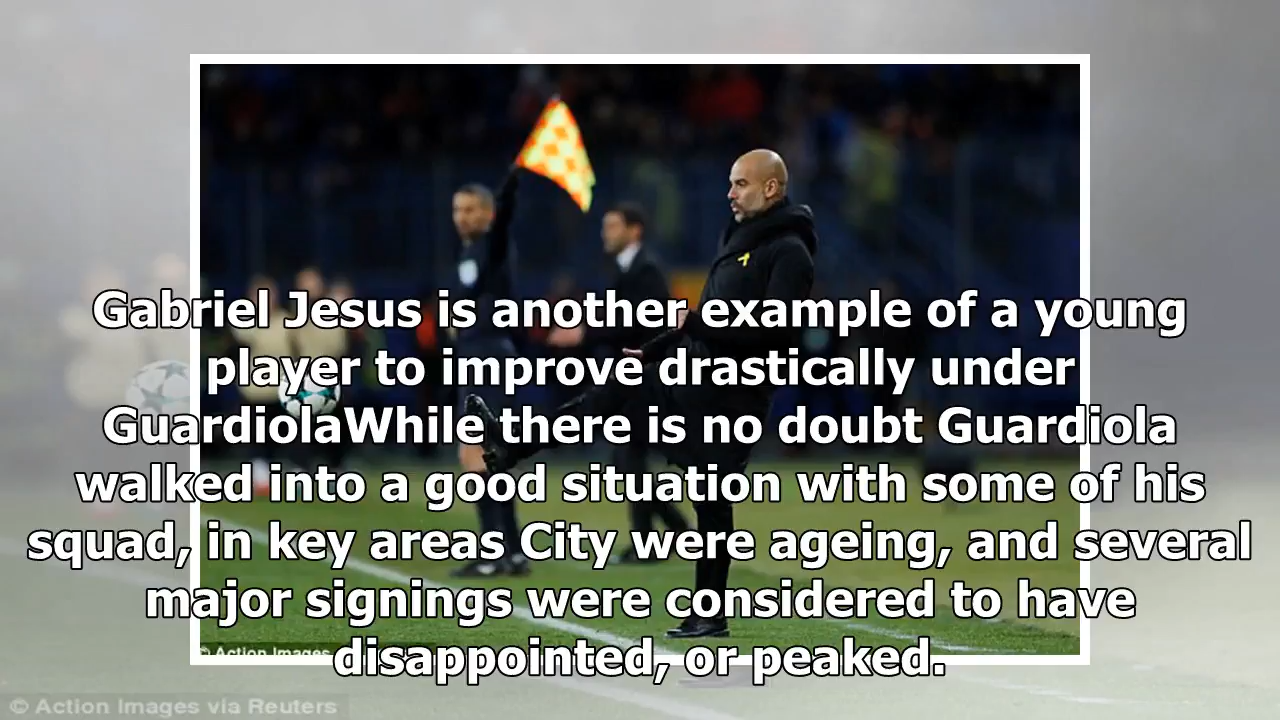 Gabriel Jesus is another example of a young
player to improve drastically under
GuardiolaWhile there is no doubt Guardiola
walked into a good situation with some of his
squad, in key areas City were ageing, and several
major signings were considered to have
disappointed, or peaked.
© Action Images
© Action Images via Reuters